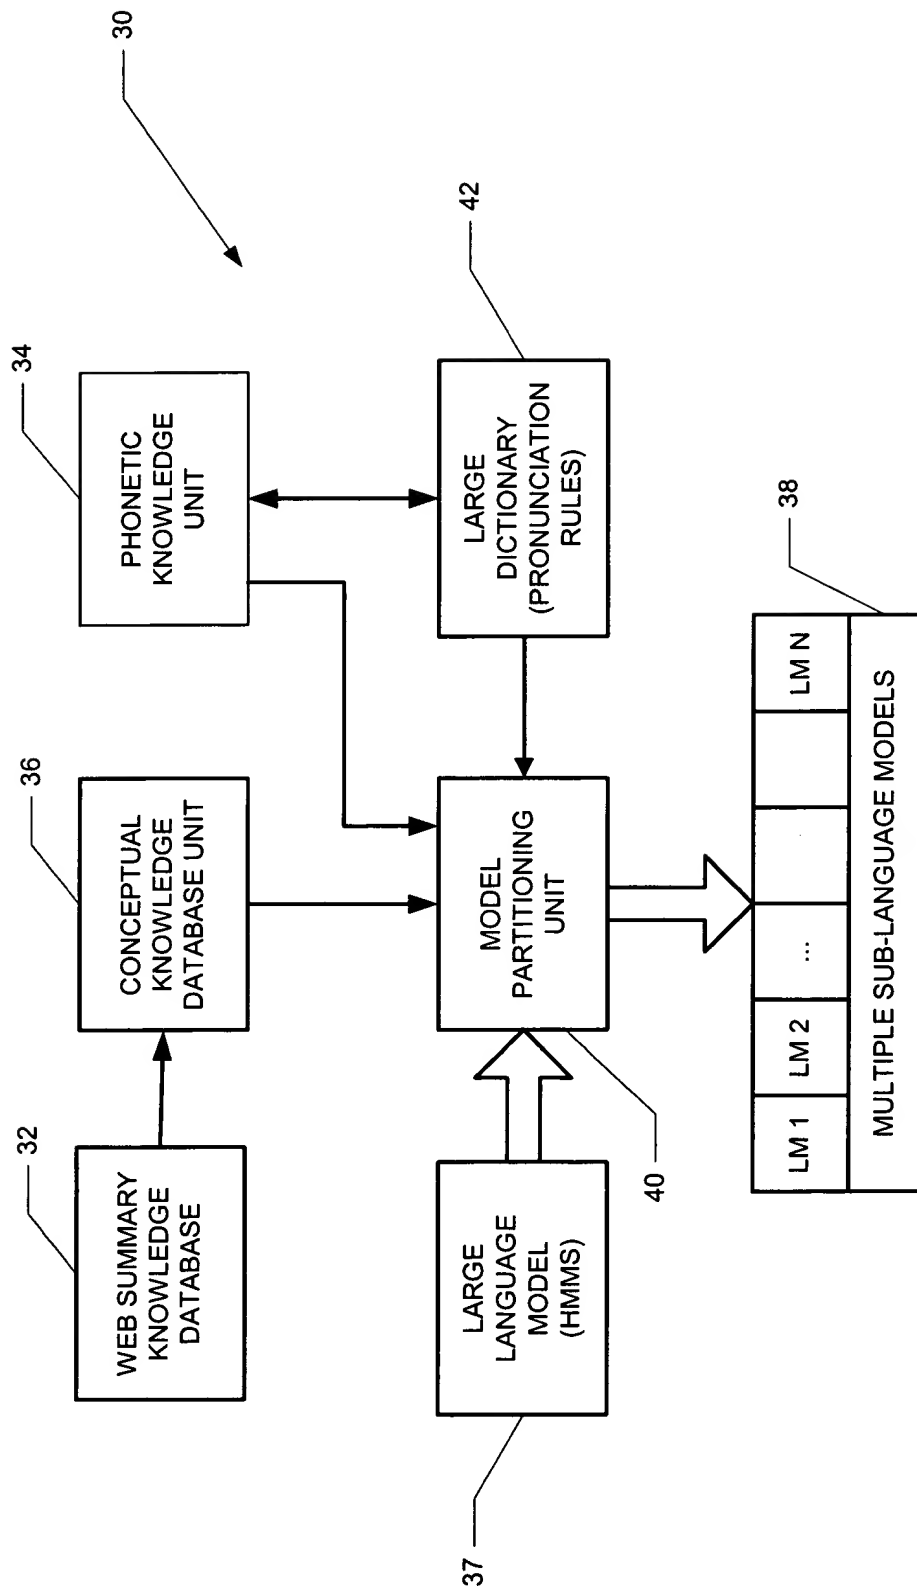 30
32
WEB SUMMARY
KNOWLEDGE
DATABASE
36
CONCEPTUAL
KNOWLEDGE
DATABASE UNIT
34
PHONETIC
KNOWLEDGE
UNIT
37
LARGE
LANGUAGE
MODEL
(HMMS)
40
MODEL
PARTITIONING
UNIT
42
LARGE
DICTIONARY
(PRONUNCIATION
RULES)
38
LM 1
LM 2
...
LM N
MULTIPLE SUB-LANGUAGE MODELS